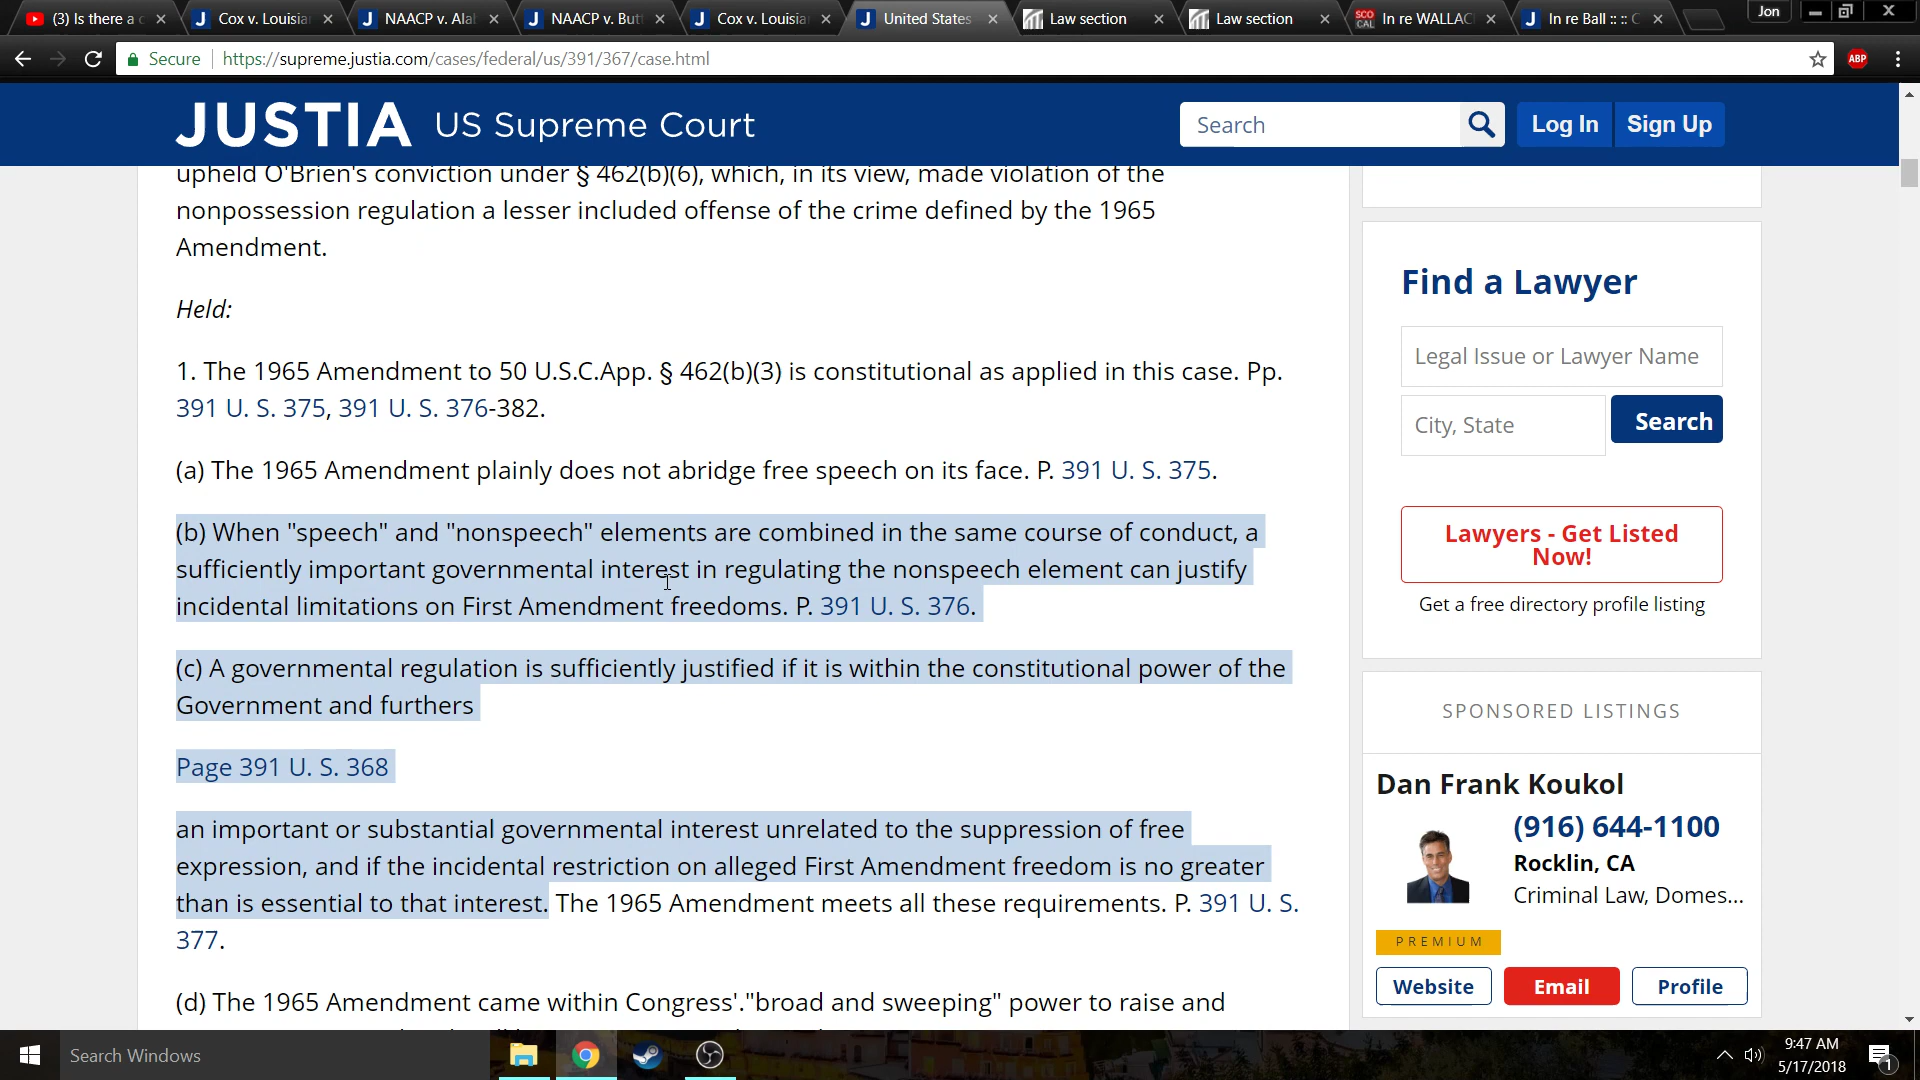 (3) Is there a c
Cox v. Louisia
NAACP v. Ala
NAACP v. Butt
Cox v. Louisia
United States
Law section
Law section
In re WALLAC
In re Ball :: :: C
Jon
Secure
https://supreme.justia.com/cases/federal/us/391/367/case.html
ABP
JUSTIA US Supreme Court
Search
Log In
Sign Up
upheld O'Brien's conviction under § 462(b)(6), which, in its view, made violation of the
nonpossession regulation a lesser included offense of the crime defined by the 1965
Amendment.
Held:
1. The 1965 Amendment to 50 U.S.C.App. § 462(b)(3) is constitutional as applied in this case. Pp.
391 U. S. 375, 391 U. S. 376-382.
(a) The 1965 Amendment plainly does not abridge free speech on its face. P. 391 U. S. 375.
(b) When "speech" and "nonspeech" elements are combined in the same course of conduct, a
sufficiently important governmental interest in regulating the nonspeech element can justify
incidental limitations on First Amendment freedoms. P. 391 U. S. 376.
(c) A governmental regulation is sufficiently justified if it is within the constitutional power of the
Government and furthers
Page 391 U. S. 368
an important or substantial governmental interest unrelated to the suppression of free
expression, and if the incidental restriction on alleged First Amendment freedom is no greater
than is essential to that interest. The 1965 Amendment meets all these requirements. P. 391 U. S.
377.
(d) The 1965 Amendment came within Congress'."broad and sweeping" power to raise and
Find a Lawyer
Legal Issue or Lawyer Name
City, State
Search
Lawyers - Get Listed
Now!
Get a free directory profile listing
SPONSORED LISTINGS
Dan Frank Koukol
(916) 644-1100
Rocklin, CA
Criminal Law, Domes...
PREMIUM
Website
Email
Profile
Search Windows
9:47 AM
5/17/2018
1